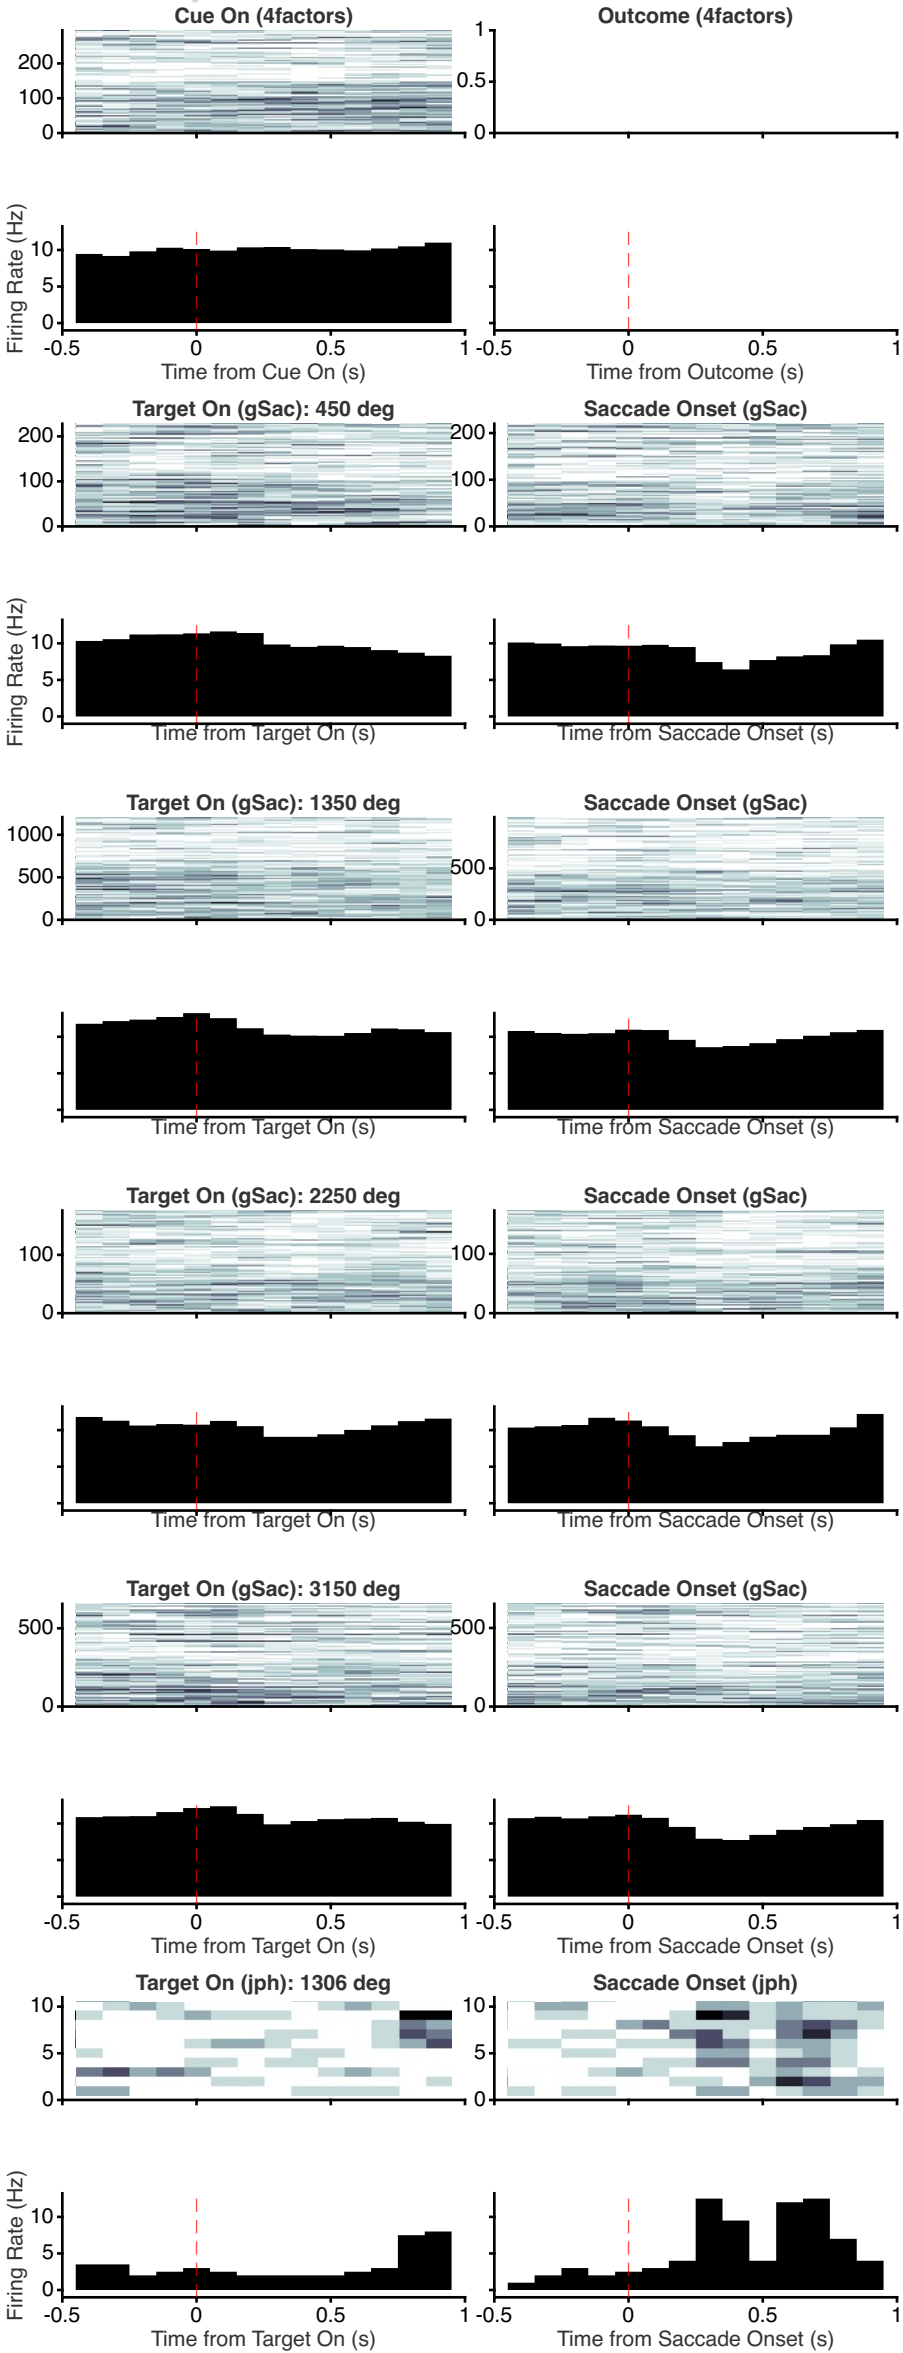 Cue On (4factors)
Outcome (4factors)
200
100
0
1
0.5
0
Firing Rate (Hz)
10
5
0
-0.5 0 0.5 1
-0.5 0 0.5 1
Time from Cue On (s)
Time from Outcome (s)
Target On (gSac): 450 deg
Saccade Onset (gSac)
200
100
0
200
100
0
Firing Rate (Hz)
10
5
0
Time from Target On (s)
Time from Saccade Onset (s)
Target On (gSac): 1350 deg
Saccade Onset (gSac)
1000
500
0
500
0
Time from Target On (s)
Time from Saccade Onset (s)
Target On (gSac): 2250 deg
Saccade Onset (gSac)
100
0
100
0
Time from Target On (s)
Time from Saccade Onset (s)
Target On (gSac): 3150 deg
Saccade Onset (gSac)
500
0
500
0
-0.5 0 0.5 1
-0.5 0 0.5 1
Time from Target On (s)
Time from Saccade Onset (s)
Target On (jph): 1306 deg
Saccade Onset (jph)
10
5
0
10
5
0
Firing Rate (Hz)
10
5
0
-0.5 0 0.5 1
-0.5 0 0.5 1
Time from Target On (s)
Time from Saccade Onset (s)